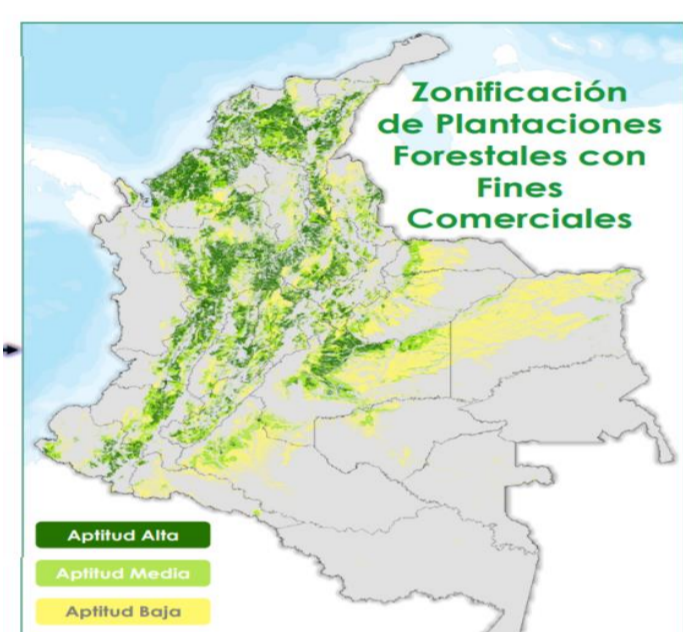 Zonificación
de Plantaciones
Forestales con
Fines
Comerciales
Aptitud Alta
Aptitud Media
Aptitud Baja